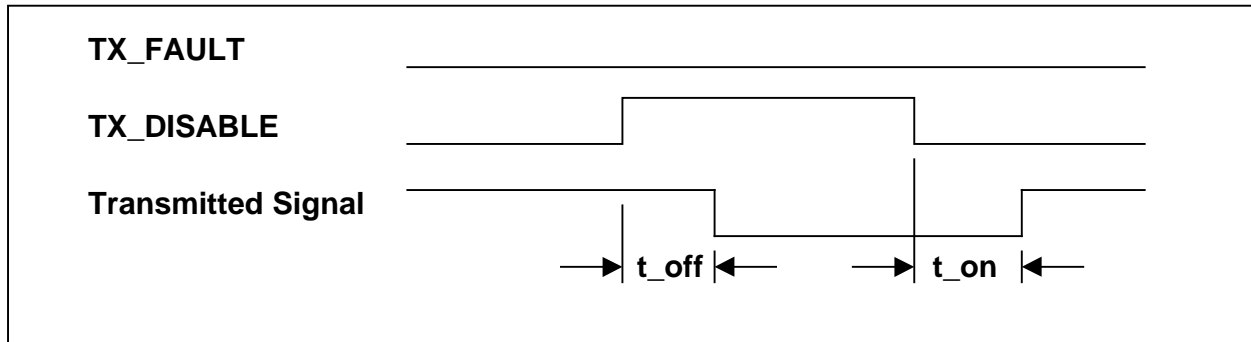 TX_FAULT
TX_DISABLE
Transmitted Signal
t_off
t_on